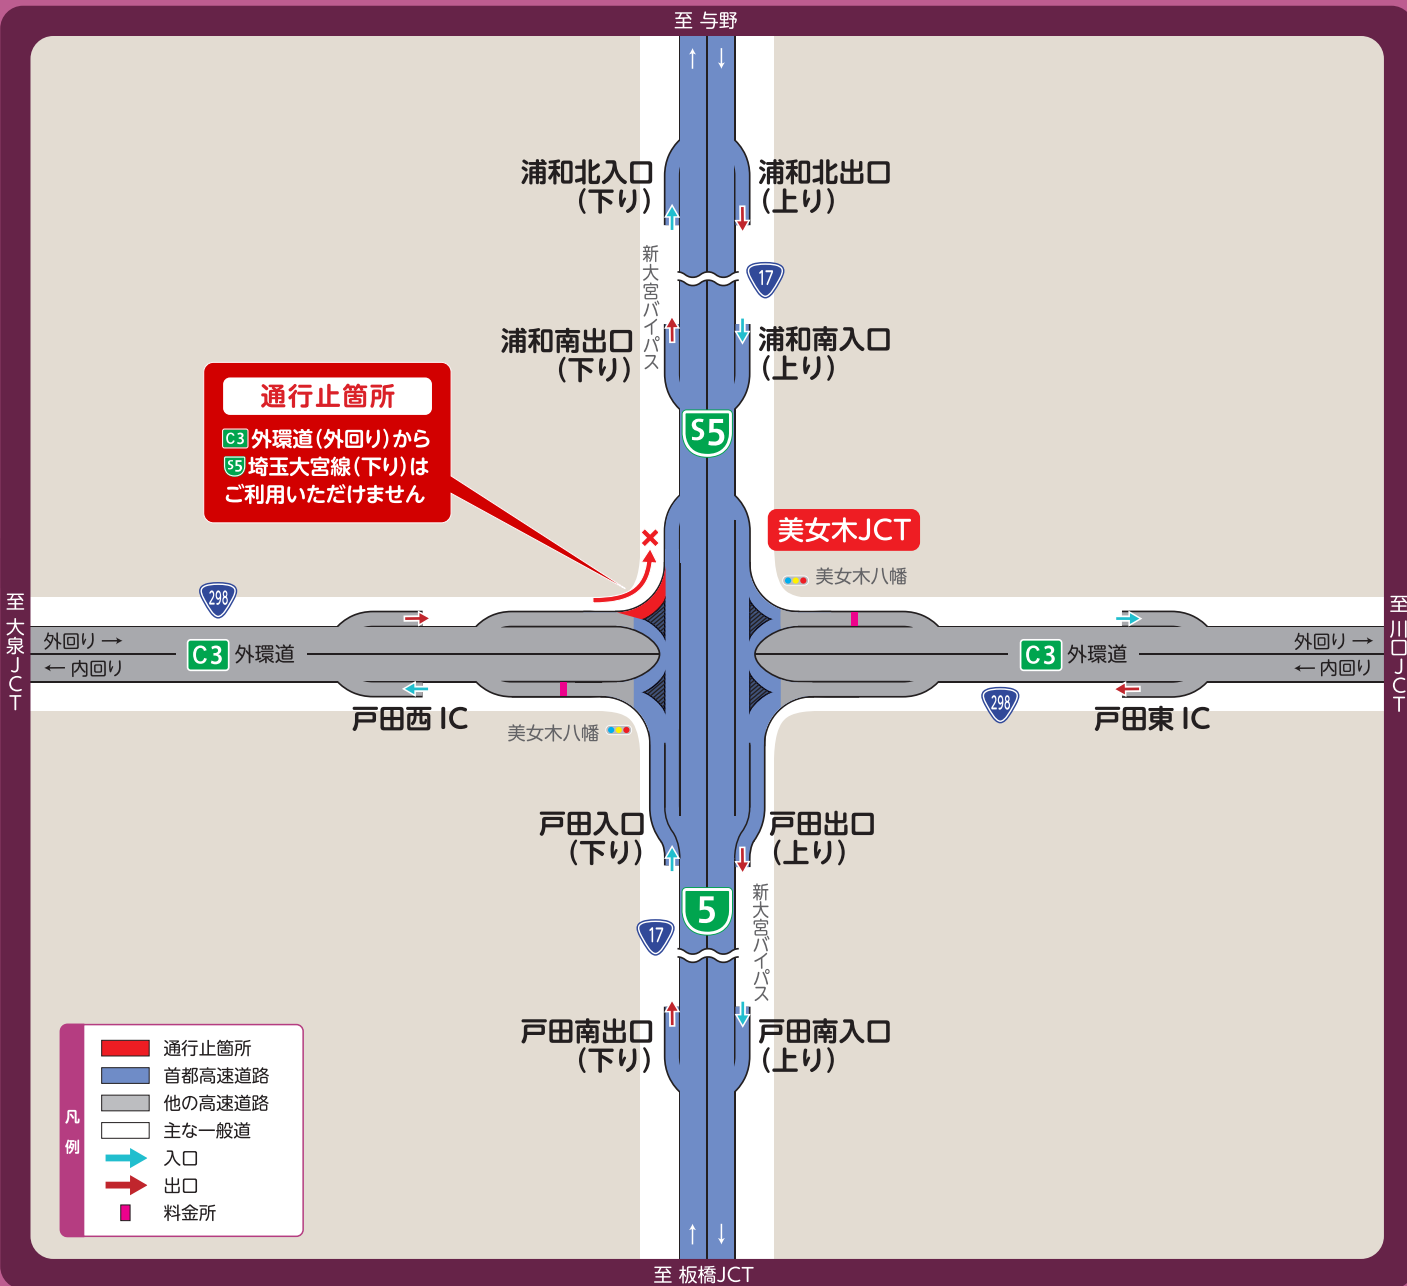 至 与野
浦和北入口
(下り)
浦和北出口
(上り)
新大宮バイパス
17
浦和南出口
(下り)
浦和南入口
(上り)
通行止箇所
C3 外環道(外回り)から
S5 埼玉大宮線(下り)は
ご利用いただけません
S5
美女木JCT
美女木八幡
298
至 大泉JCT
外回り→
←内回り
C3 外環道
C3 外環道
外回り→
←内回り
至 川口JCT
戸田西 IC
298
戸田東 IC
美女木八幡
戸田入口
(下り)
戸田出口
(上り)
5
17
新大宮バイパス
戸田南出口
(下り)
戸田南入口
(上り)
凡例
通行止箇所
首都高速道路
他の高速道路
主な一般道
入口
出口
料金所
至 板橋JCT